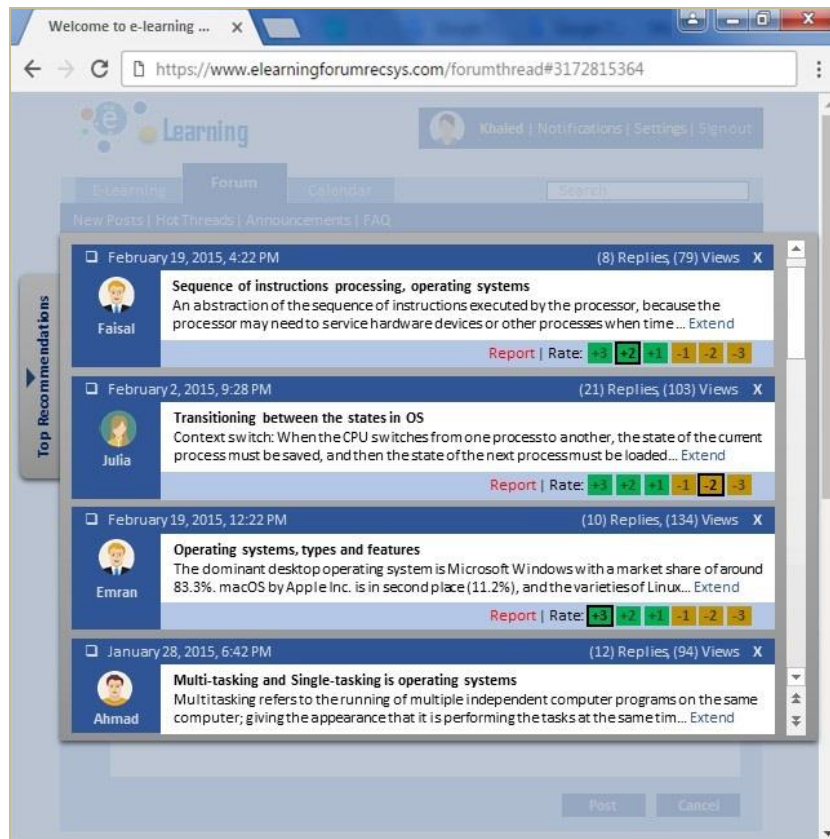 Welcome to e-learning ...
https://www.elearningforumrecsys.com/forumthread#3172815364
ē Learning
Khaled | Notifications | Settings | Sign out
E-Learning Forum Calendar Search
New Posts | Hot Threads | Announcements | FAQ
Top Recommendations
February 19, 2015, 4:22 PM (8) Replies, (79) Views X
Faisal
Sequence of instructions processing, operating systems
An abstraction of the sequence of instructions executed by the processor, because the
processor may need to service hardware devices or other processes when time ... Extend
Report | Rate: +3 +2 +1 -1 -2 -3
February 2, 2015, 9:28 PM (21) Replies, (103) Views X
Julia
Transitioning between the states in OS
Context switch: When the CPU switches from one process to another, the state of the current
process must be saved, and then the state of the next process must be loaded... Extend
Report | Rate: +3 +2 +1 -1 -2 -3
February 19, 2015, 12:22 PM (10) Replies, (134) Views X
Emran
Operating systems, types and features
The dominant desktop operating system is Microsoft Windows with a market share of around
83.3%. macOS by Apple Inc. is in second place (11.2%), and the varieties of Linux... Extend
Report | Rate: +3 +2 +1 -1 -2 -3
January 28, 2015, 6:42 PM (12) Replies, (94) Views X
Ahmad
Multi-tasking and Single-tasking is operating systems
Multitasking refers to the running of multiple independent computer programs on the same
computer; giving the appearance that it is performing the tasks at the same tim... Extend
Post Cancel